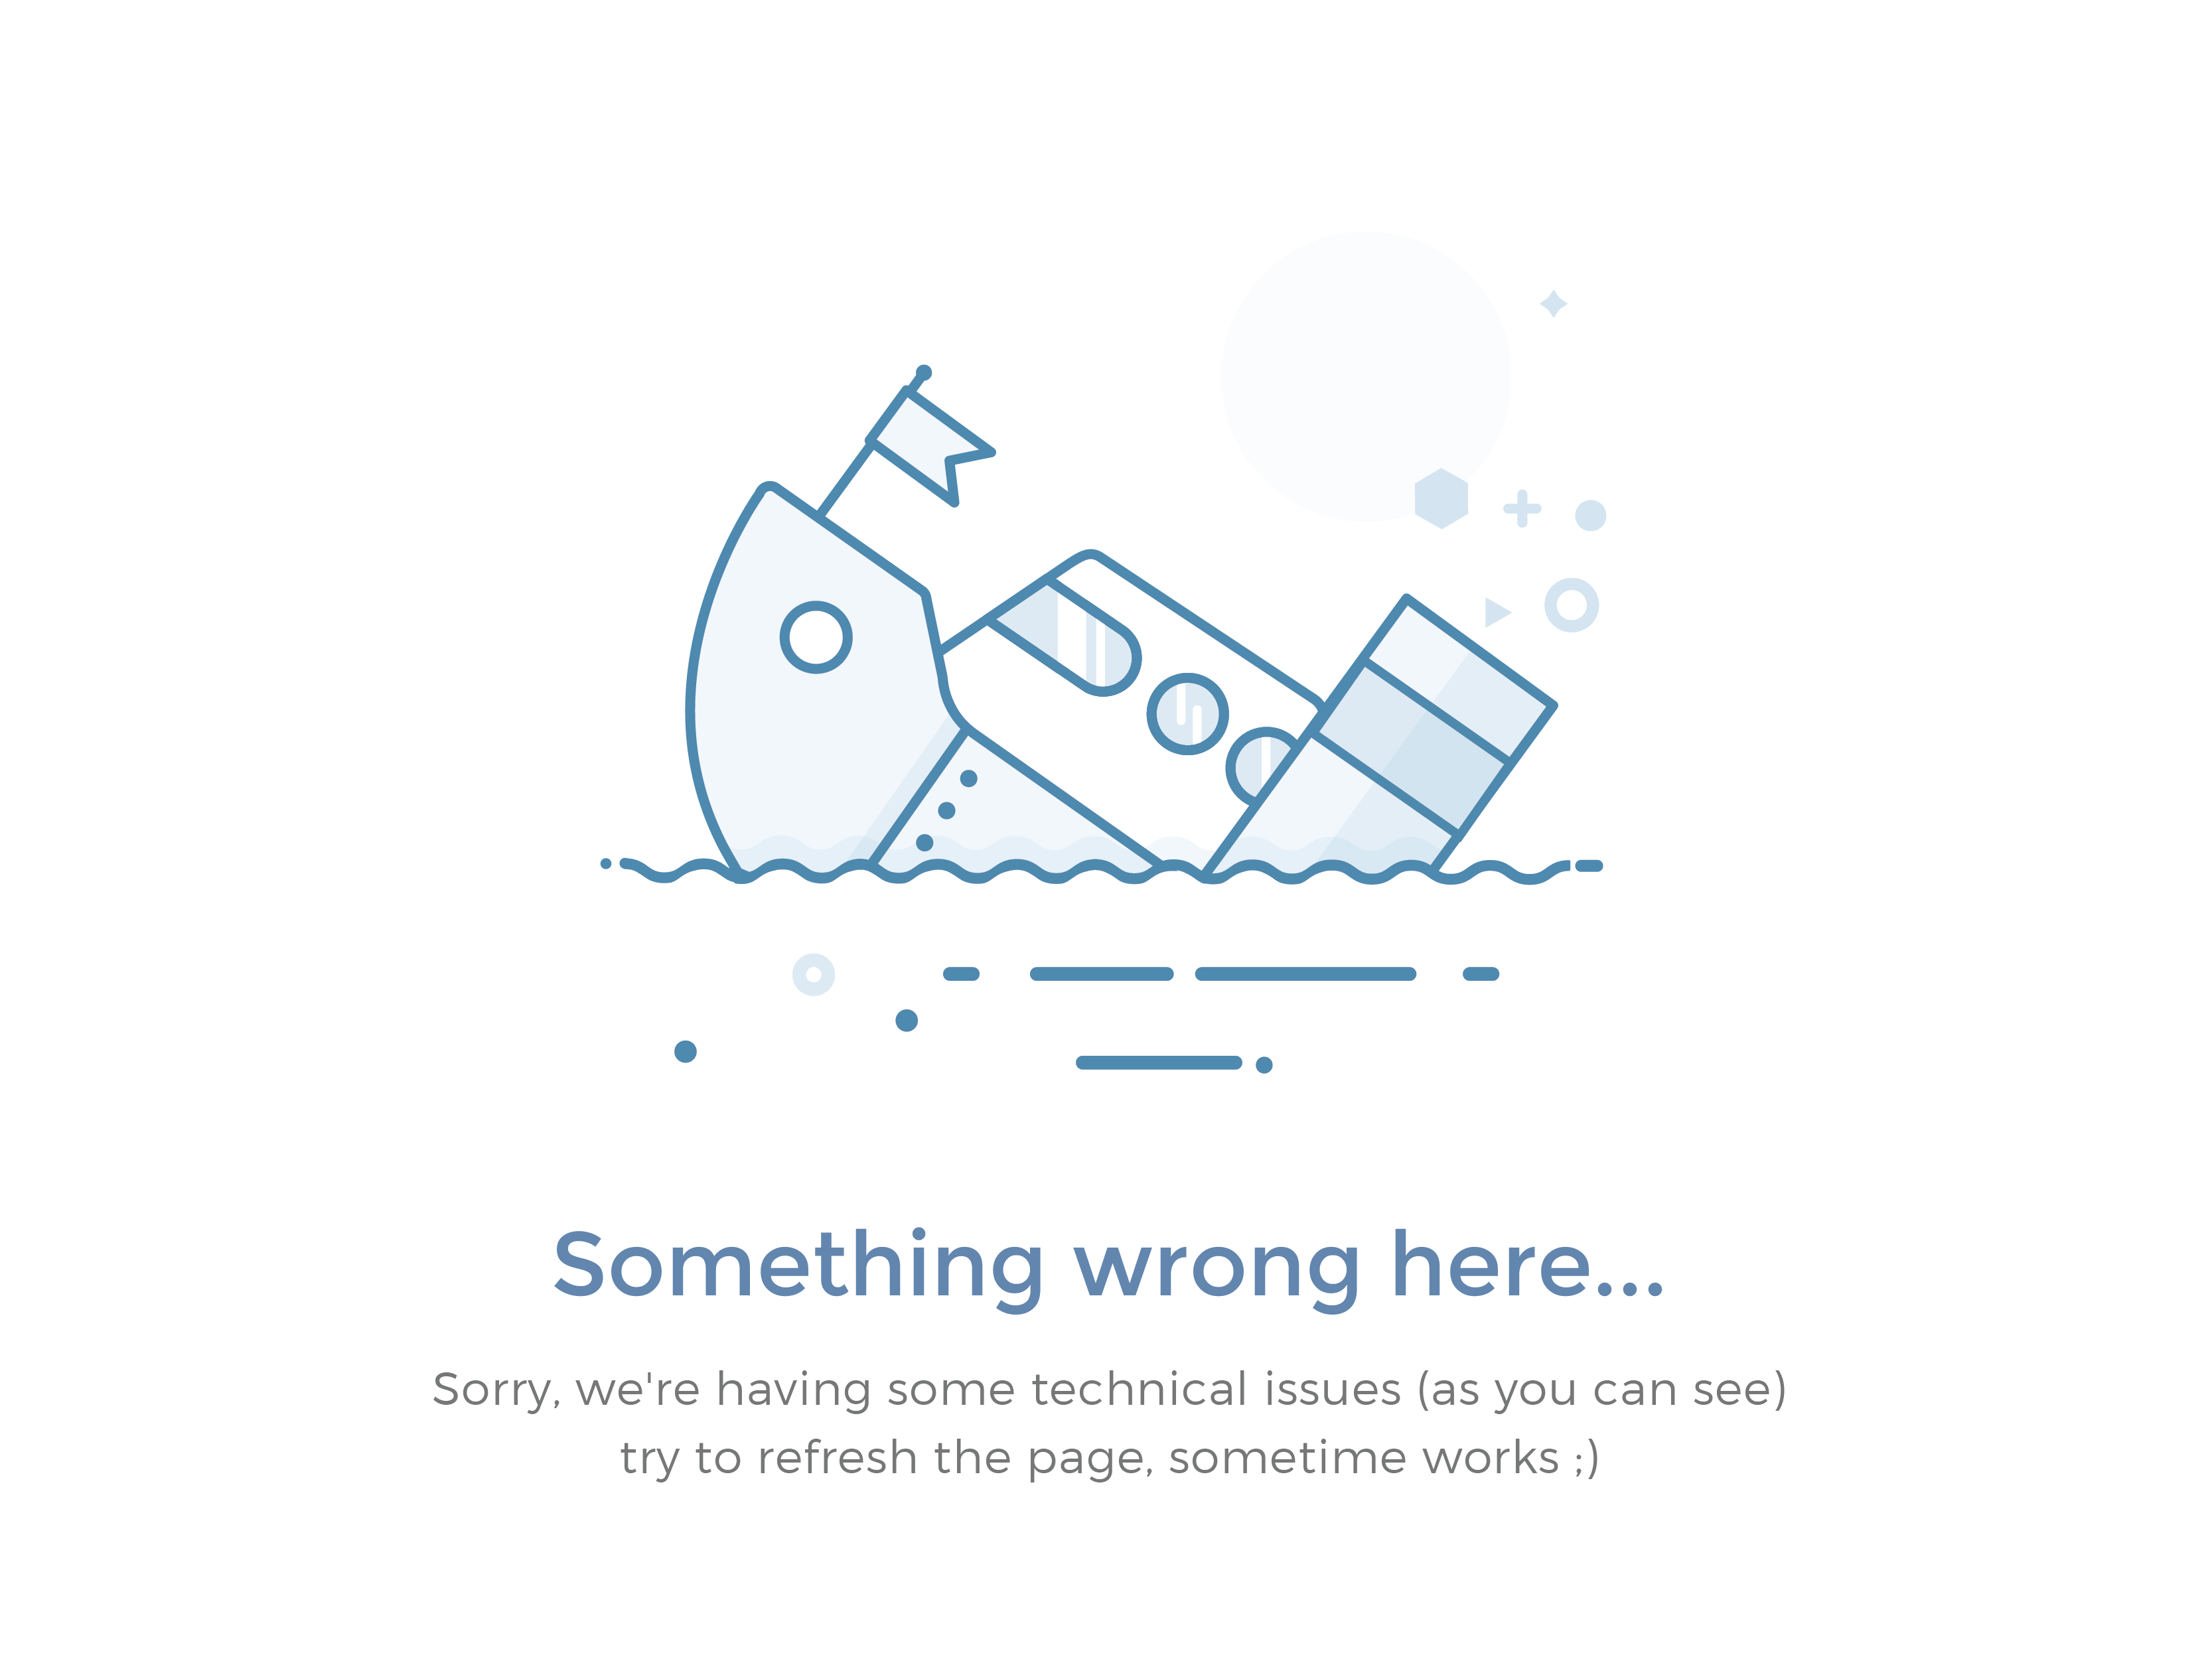 Something wrong here...
Sorry, we're having some technical issues (as you can see)
try to refresh the page, sometime works ;)